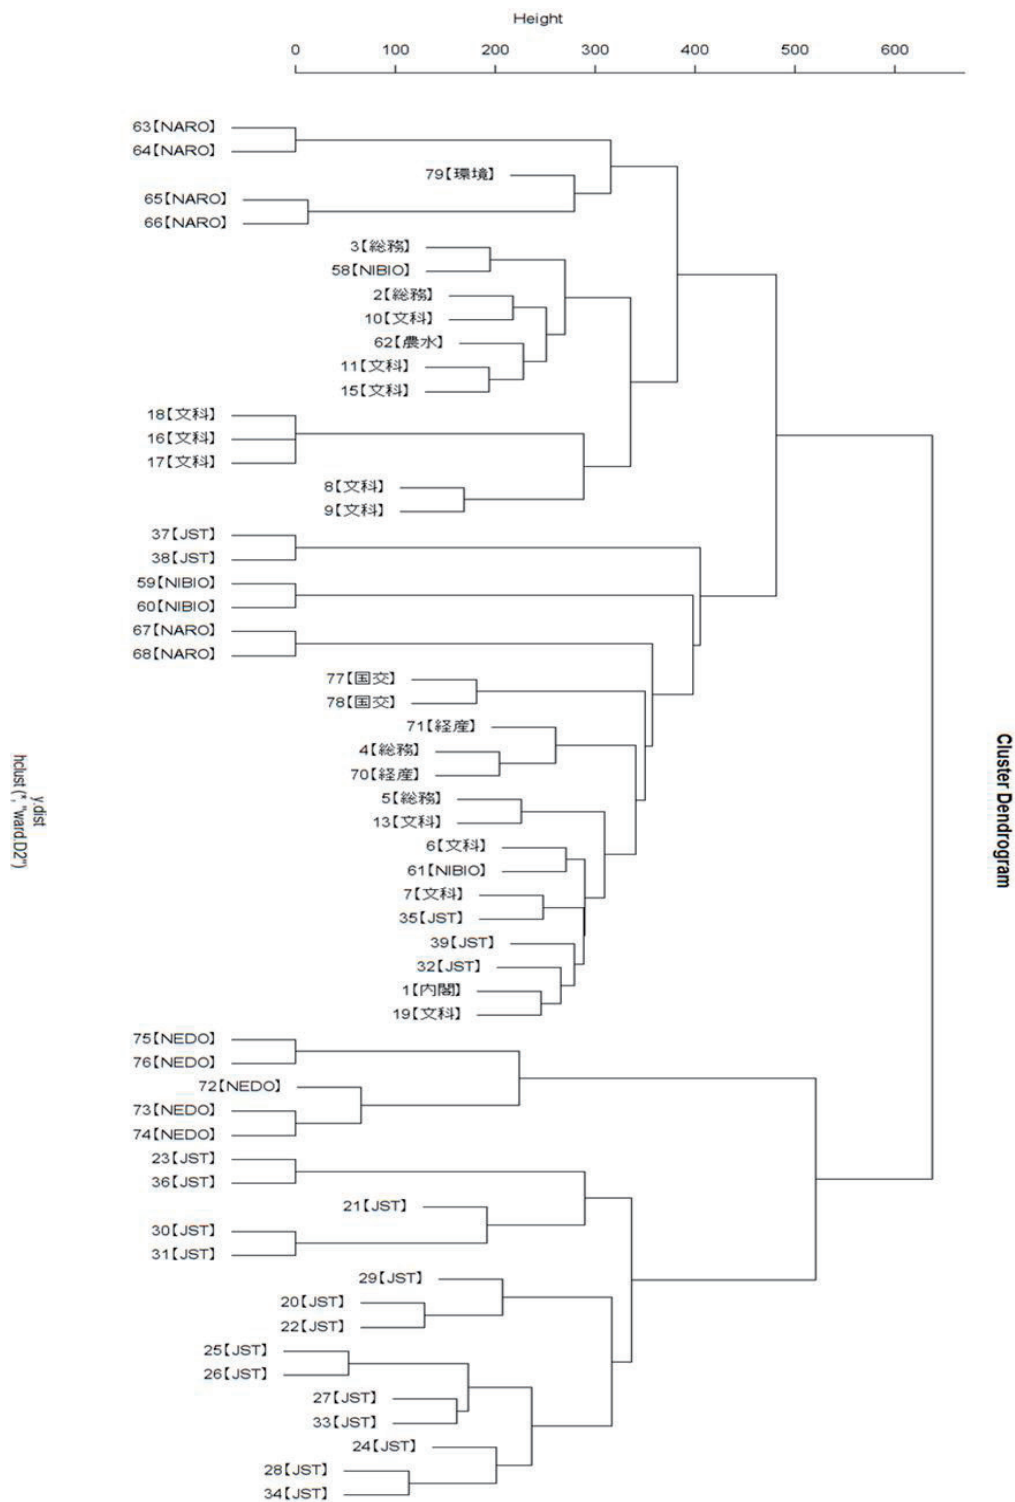 Height
0 100 200 300 400 500 600
63【NARO】
64【NARO】
79【環境】
65【NARO】
66【NARO】
3【総務】
58【NIBIO】
2【総務】
10【文科】
62【農水】
11【文科】
15【文科】
18【文科】
16【文科】
17【文科】
8【文科】
9【文科】
37【JST】
38【JST】
59【NIBIO】
60【NIBIO】
67【NARO】
68【NARO】
77【国交】
78【国交】
71【経産】
4【総務】
70【経産】
5【総務】
13【文科】
6【文科】
61【NIBIO】
7【文科】
35【JST】
39【JST】
32【JST】
1【内閣】
19【文科】
75【NEDO】
76【NEDO】
72【NEDO】
73【NEDO】
74【NEDO】
23【JST】
36【JST】
21【JST】
30【JST】
31【JST】
29【JST】
20【JST】
22【JST】
25【JST】
26【JST】
27【JST】
33【JST】
24【JST】
28【JST】
34【JST】
Cluster Dendrogram
y.dist
hclust (*, "ward.D2")